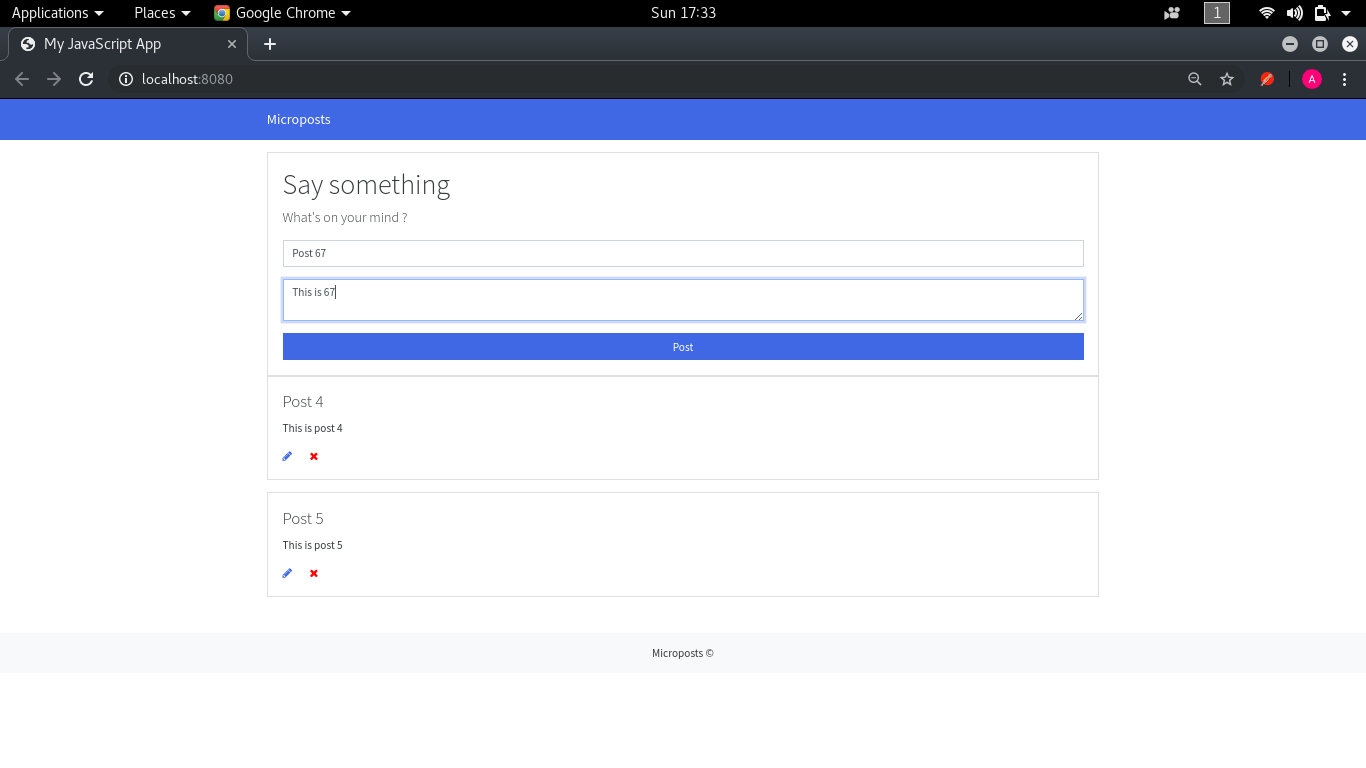 Applications Places Google Chrome Sun 17:33 1
My JavaScript App
localhost:8080 A
Microposts
Say something
What's on your mind ?
Post 67
This is 67
Post
Post 4
This is post 4
Post 5
This is post 5
Microposts ©